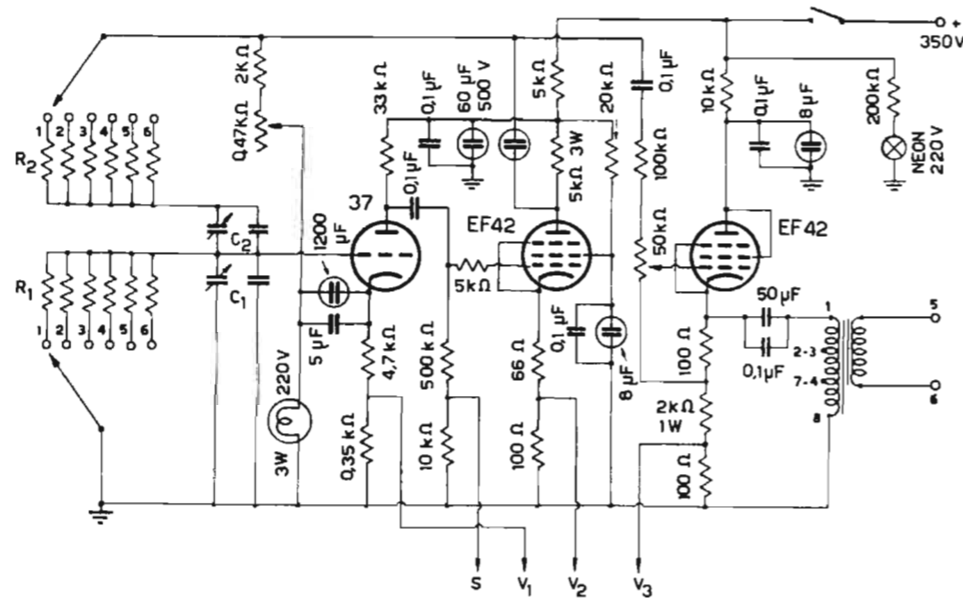 +
350V
2kΩ
0,47KΩ
33kΩ
0,1µF
60µF
500V
5kΩ
20kΩ
0,1µF
10kΩ
0,1µF
8µF
200kΩ
NEON
220V
1 2 3 4 5 6
R2
C2
R1
C1
1 2 3 4 5 6
37
0,1µF
EF42
5kΩ 3W
100kΩ
50kΩ
EF42
1200
µF
5µF
5kΩ
4,7kΩ
500kΩ
66Ω
0,1µF
8µF
100Ω
50µF
0,1µF
1
2-3
7-4
8
5
6
220V
3W
0,35kΩ
10kΩ
100Ω
2kΩ
1W
100Ω
S
V1
V2
V3